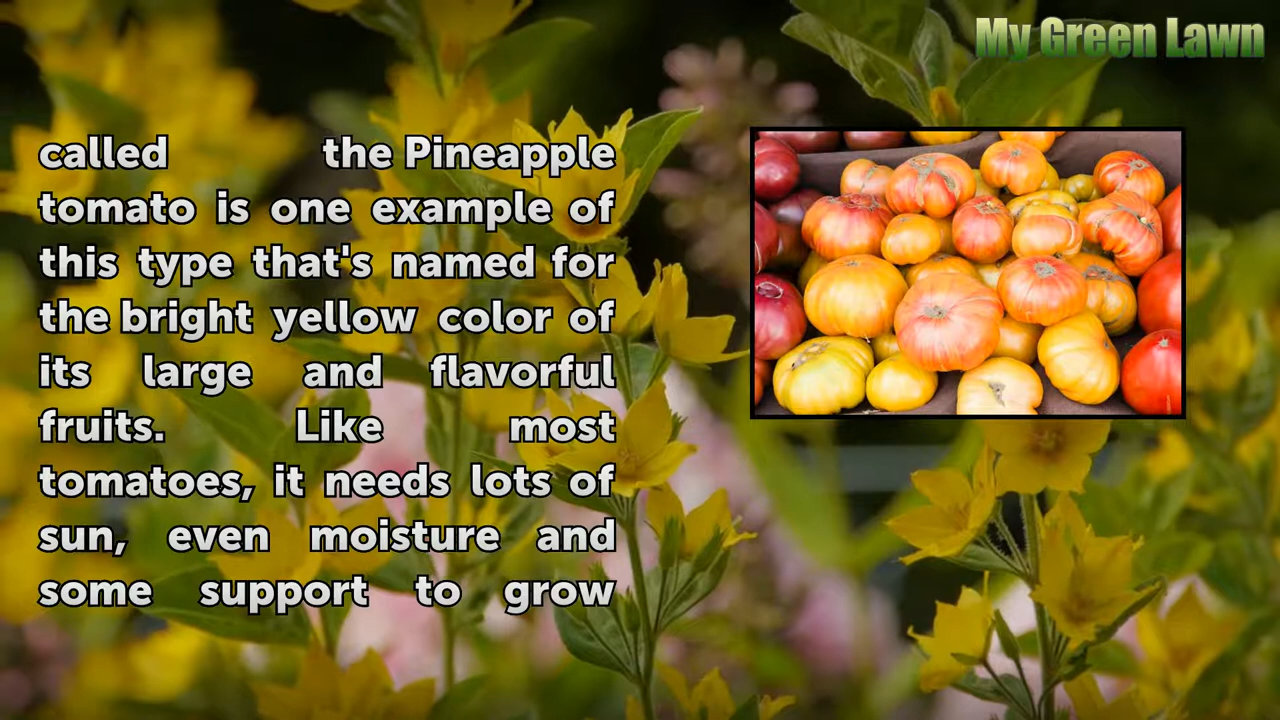 My Green Lawn
called the Pineapple
tomato is one example of
this type that's named for
the bright yellow color of
its large and flavorful
fruits. Like most
tomatoes, it needs lots of
sun, even moisture and
some support to grow